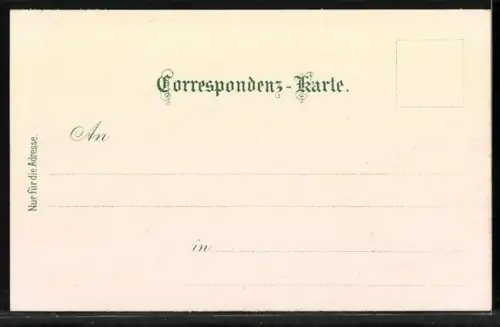 Correspondenz-Karte.
An
Nur für die Adresse.
in